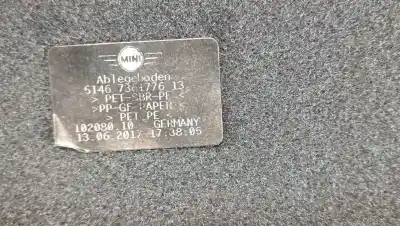 MINI
Ablegeboden
5146 7361776 13
> PET-SBR-PE <
>PP-GF-PAPER <
> PET.PE <
102080.10 GERMANY
13.06.2017 17:38:05